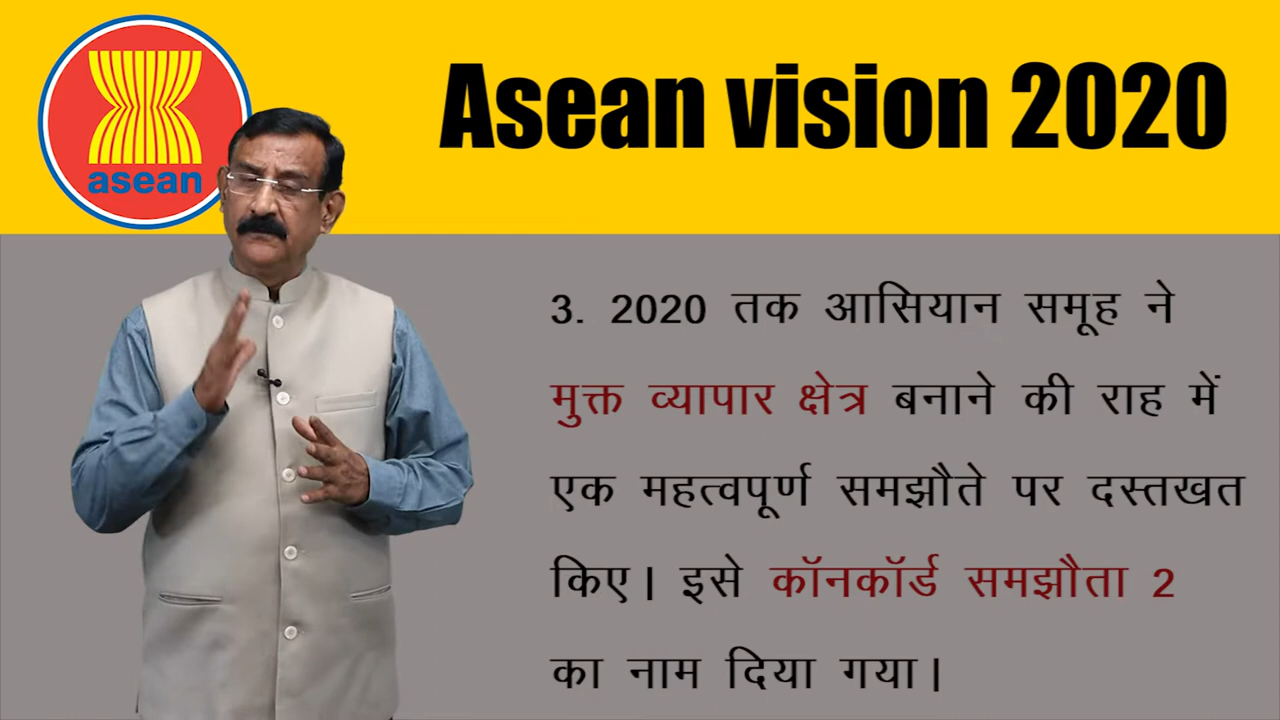 asean
Asean vision 2020
3. 2020 तक आसियान समूह ने
मुक्त व्यापार क्षेत्र बनाने की राह में
एक महत्वपूर्ण समझौते पर दस्तखत
किए। इसे कॉनकॉर्ड समझौता 2
का नाम दिया गया।